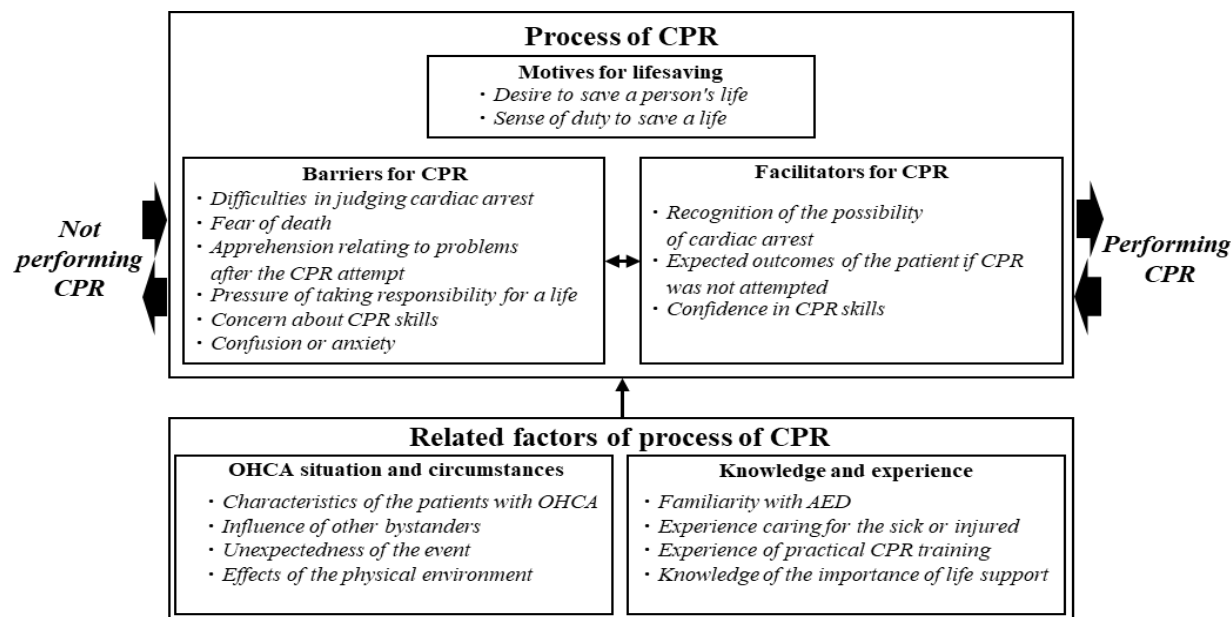 Process of CPR
Motives for lifesaving
・Desire to save a person's life
・Sense of duty to save a life
Barriers for CPR
・Difficulties in judging cardiac arrest
・Fear of death
・Apprehension relating to problems
after the CPR attempt
・Pressure of taking responsibility for a life
・Concern about CPR skills
・Confusion or anxiety
Facilitators for CPR
・Recognition of the possibility
of cardiac arrest
・Expected outcomes of the patient if CPR
was not attempted
・Confidence in CPR skills
Not
performing
CPR
Performing
CPR
Related factors of process of CPR
OHCA situation and circumstances
・Characteristics of the patients with OHCA
・Influence of other bystanders
・Unexpectedness of the event
・Effects of the physical environment
Knowledge and experience
・Familiarity with AED
・Experience caring for the sick or injured
・Experience of practical CPR training
・Knowledge of the importance of life support